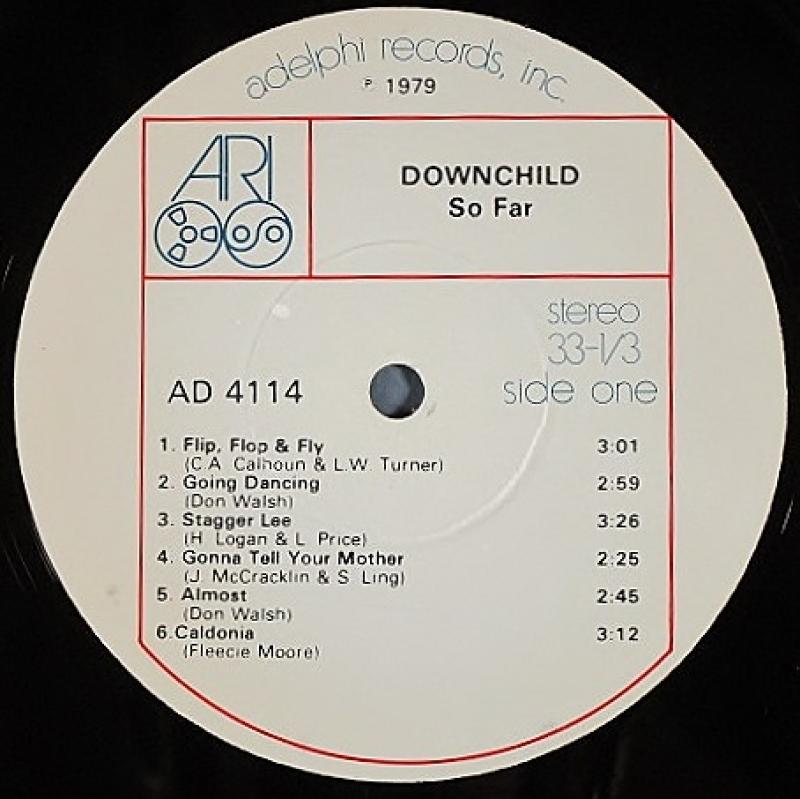 adelphi records, inc.
℗ 1979
ARI
DOWNCHILD
So Far
stereo
33-1/3
AD 4114
side one
1. Flip, Flop & Fly 3:01
(C.A. Calhoun & L.W. Turner)
2. Going Dancing 2:59
(Don Walsh)
3. Stagger Lee 3:26
(H. Logan & L. Price)
4. Gonna Tell Your Mother 2:25
(J. McCracklin & S. Ling)
5. Almost 2:45
(Don Walsh)
6.Caldonia 3:12
(Fleecie Moore)